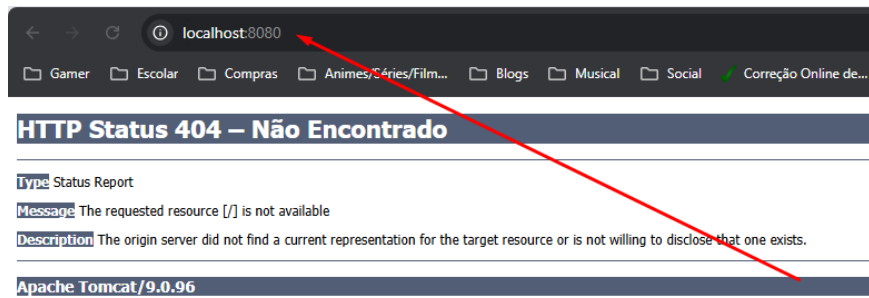 localhost:8080
Gamer Escolar Compras Animes/Séries/Film... Blogs Musical Social Correção Online de...
HTTP Status 404 – Não Encontrado
Type Status Report
Message The requested resource [/] is not available
Description The origin server did not find a current representation for the target resource or is not willing to disclose that one exists.
Apache Tomcat/9.0.96